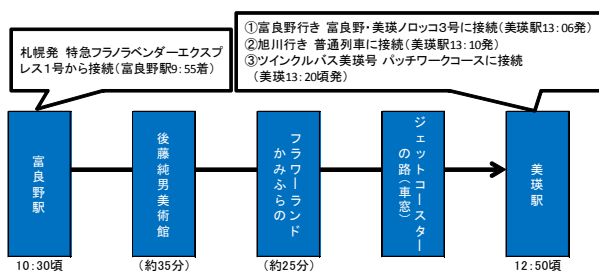 札幌発 特急フラノラベンダーエクスプ
レス1号から接続(富良野駅9:55着)
①富良野行き 富良野・美瑛ノロッコ3号に接続(美瑛駅13:06発)
②旭川行き 普通列車に接続(美瑛駅13:10発)
③ツインクルバス美瑛号 パッチワークコースに接続
(美瑛13:20頃発)
富良野駅
後藤純男美術館
フラワーランド
かみふらの
ジェットコースター
の路(車窓)
美瑛駅
10:30頃
(約35分)
(約25分)
12:50頃